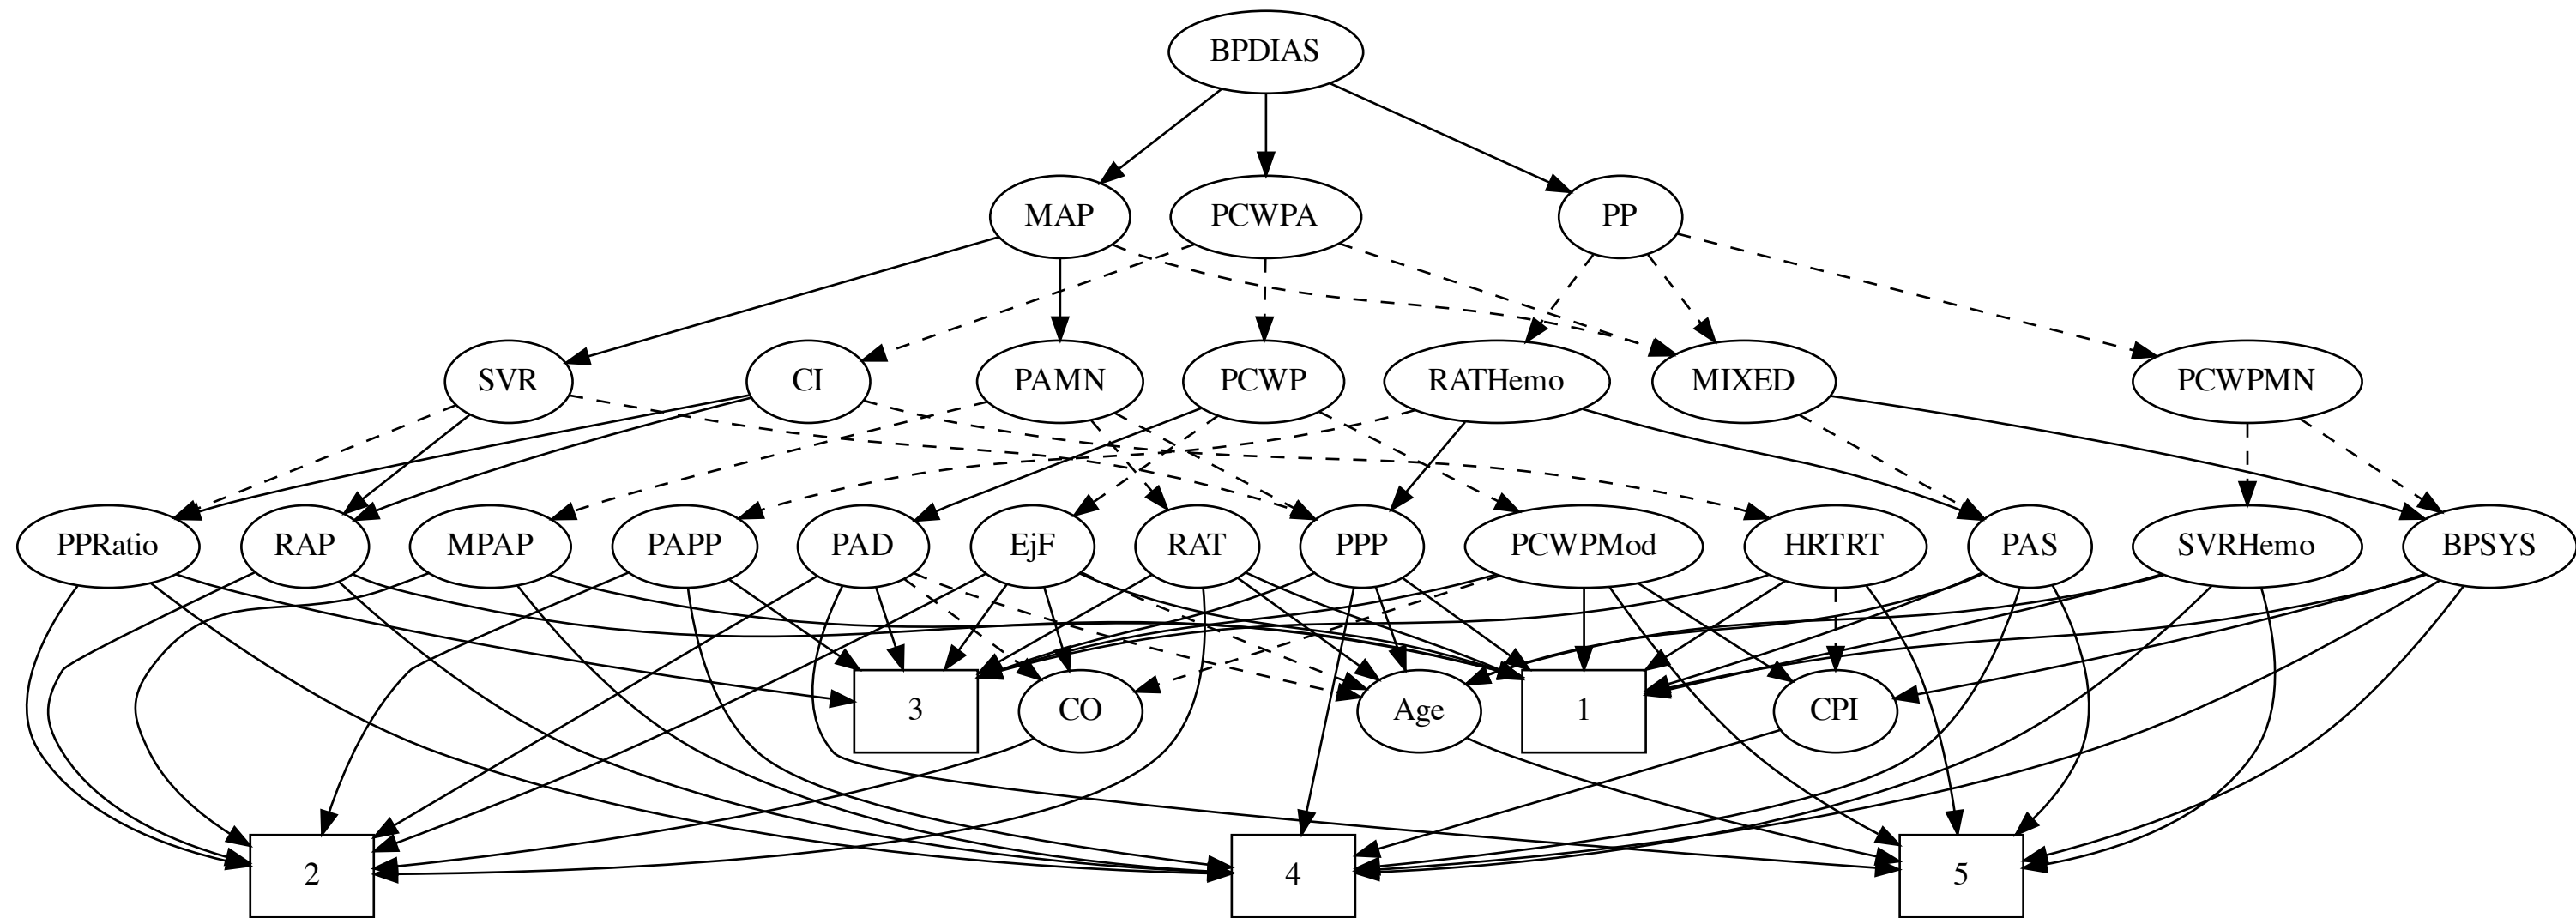 BPDIAS
MAP
PCWPA
PP
SVR
CI
PAMN
PCWP
RATHemo
MIXED
PCWPMN
PPRatio
RAP
MPAP
PAPP
PAD
EjF
RAT
PPP
PCWPMod
HRTRT
PAS
SVRHemo
BPSYS
3
CO
Age
1
CPI
2
4
5